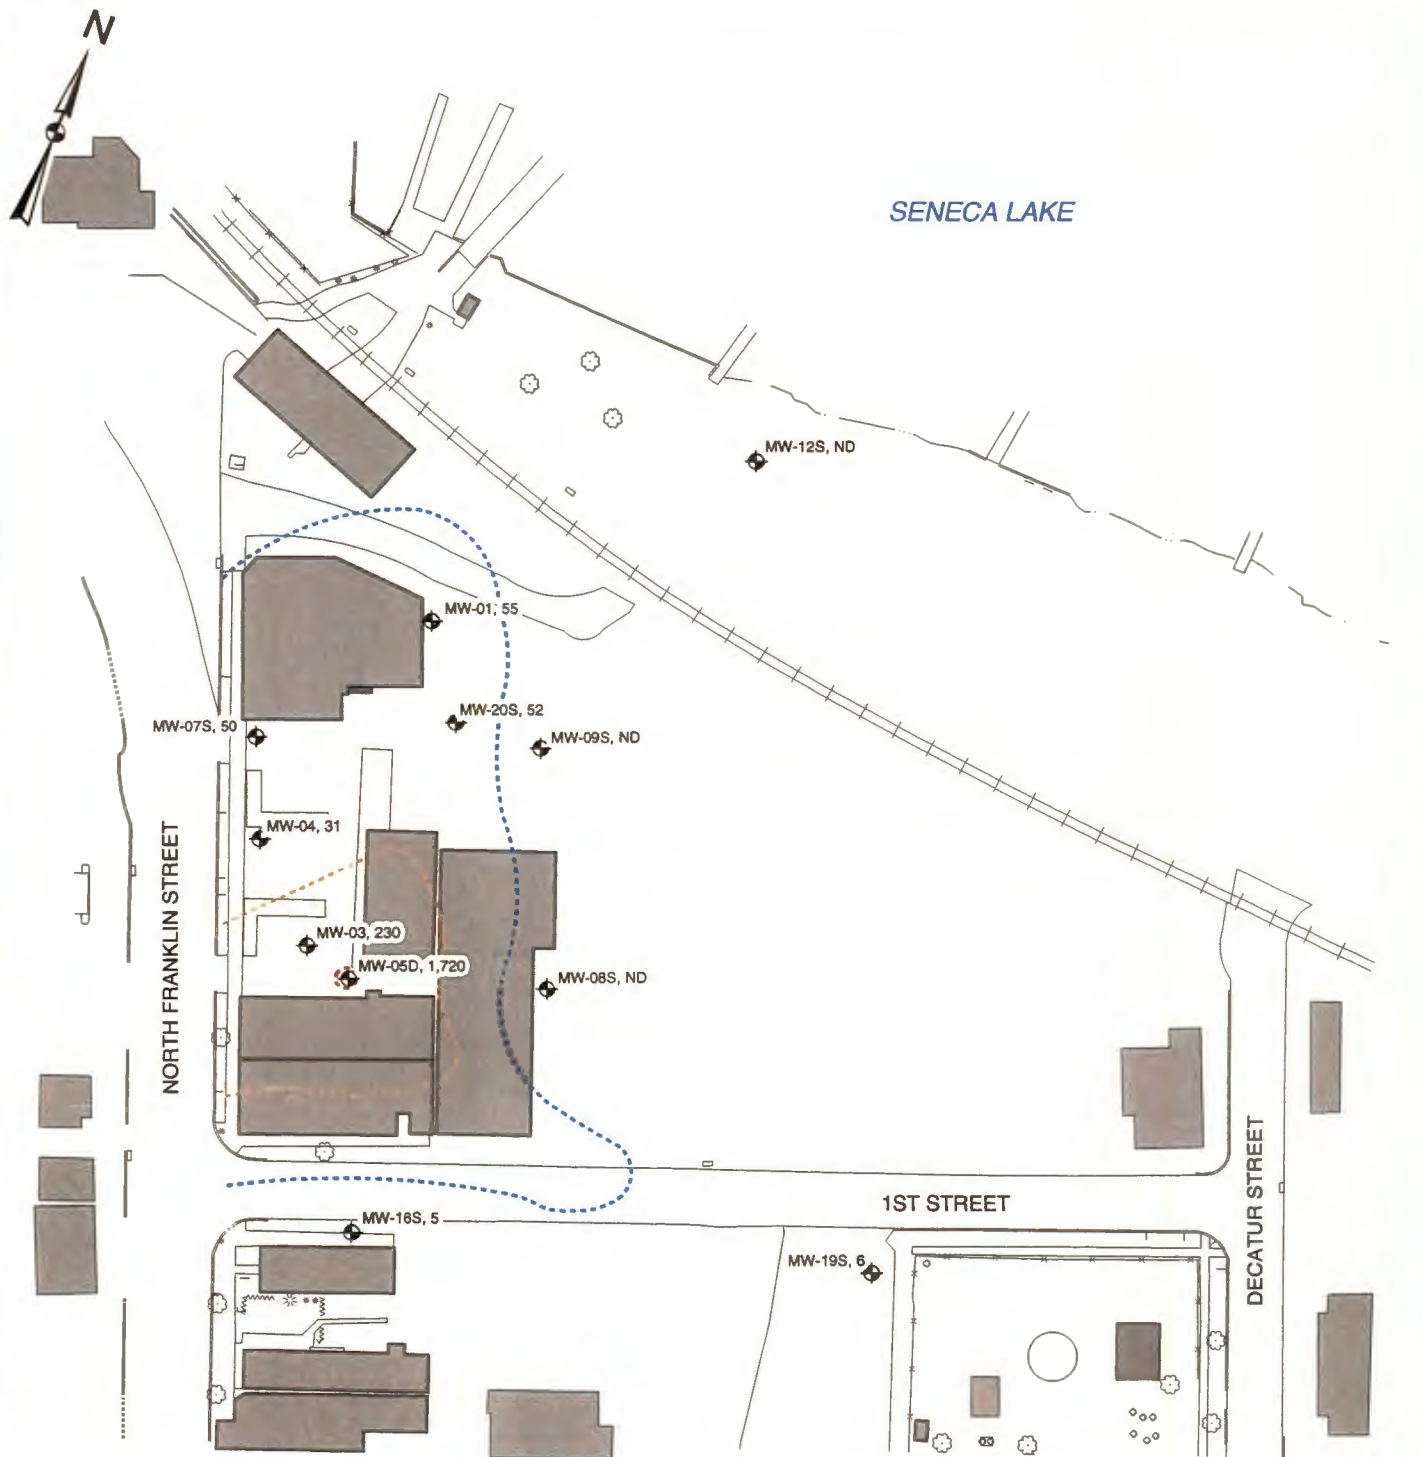 N
SENECA LAKE
MW-12S, ND
MW-01, 55
MW-20S, 52
MW-07S, 50
MW-09S, ND
MW-04, 31
NORTH FRANKLIN STREET
MW-03, 230
MW-05D, 1,720
MW-08S, ND
1ST STREET
DECATUR STREET
MW-16S, 5
MW-19S, 6